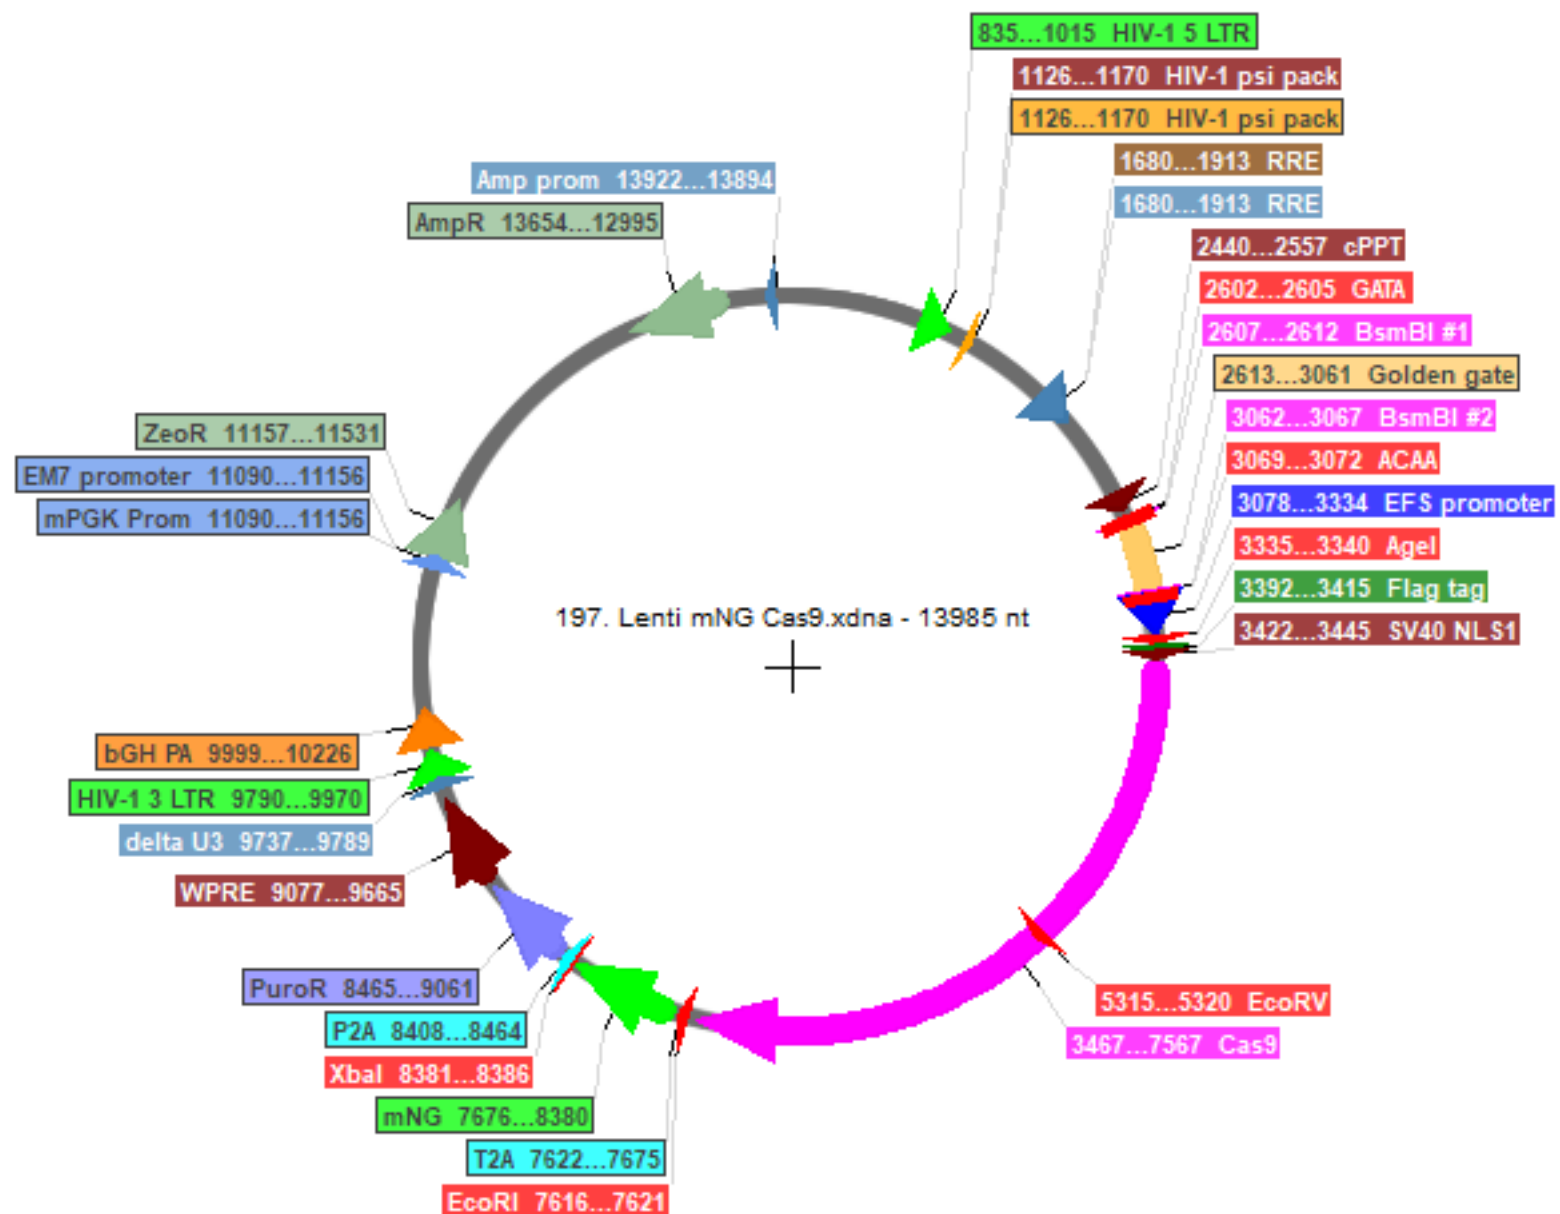 835...1015 HIV-1 5 LTR
1126...1170 HIV-1 psi pack
1126...1170 HIV-1 psi pack
1680...1913 RRE
Amp prom 13922...13894
1680...1913 RRE
AmpR 13654...12995
2440...2557 cPPT
2602...2605 GATA
2607...2612 BsmBI #1
2613...3061 Golden gate
3062...3067 BsmBI #2
ZeoR 11157...11531
3069...3072 ACAA
EM7 promoter 11090...11156
3078...3334 EFS promoter
mPGK Prom 11090...11156
3335...3340 AgeI
3392...3415 Flag tag
197. Lenti mNG Cas9.xdna - 13985 nt
3422...3445 SV40 NLS1
bGH PA 9999...10226
HIV-1 3 LTR 9790...9970
delta U3 9737...9789
WPRE 9077...9665
PuroR 8465...9061
5315...5320 EcoRV
P2A 8408...8464
3467...7567 Cas9
XbaI 8381...8386
mNG 7676...8380
T2A 7622...7675
EcoRI 7616...7621